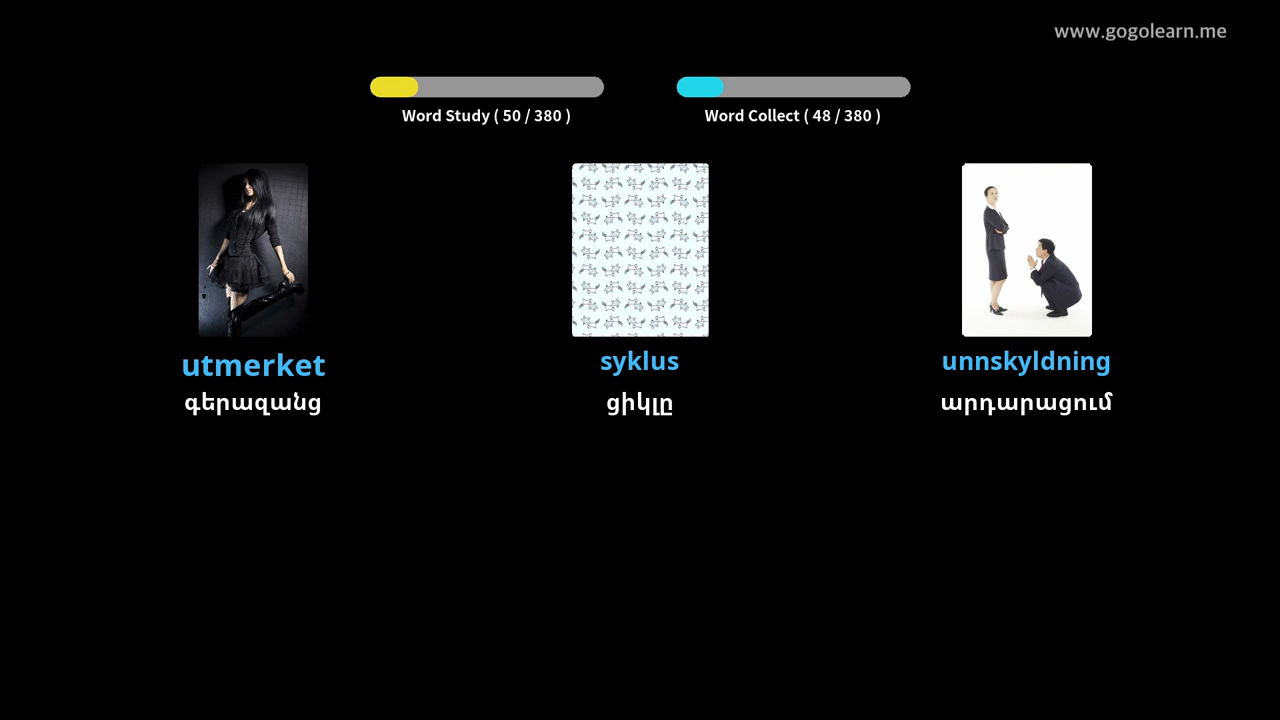 www.gogolearn.me
Word Study ( 50 / 380 )
Word Collect ( 48 / 380 )
utmerket
syklus
unnskyldning
գերազանց
ցիկլը
արդարացում